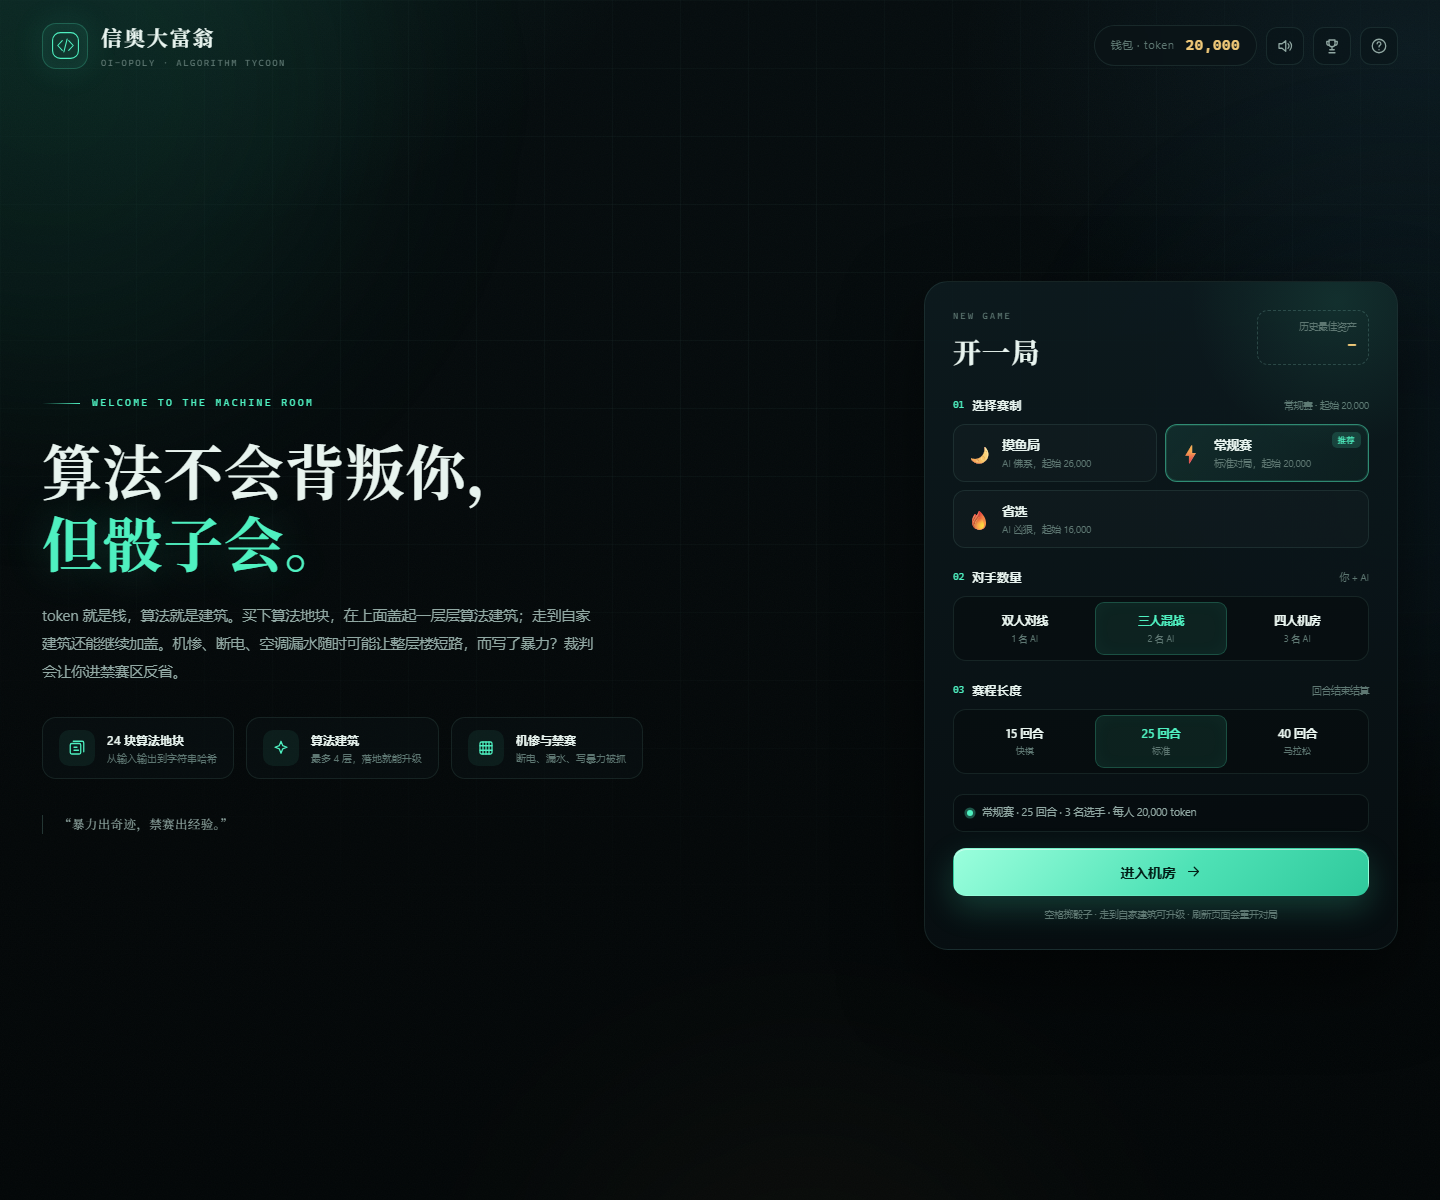 信奥大富翁
OI-OPOLY · ALGORITHM TYCOON
钱包 · token 20,000
WELCOME TO THE MACHINE ROOM
算法不会背叛你，
但骰子会。
token 就是钱，算法就是建筑。买下算法地块，在上面盖起一层层算法建筑；走到自家
建筑还能继续加盖。机惨、断电、空调漏水随时可能让整层楼短路，而写了暴力？裁判
会让你进禁赛区反省。
24 块算法地块
从输入输出到字符串哈希
算法建筑
最多 4 层，落地就能升级
机惨与禁赛
断电、漏水、写暴力被抓
“暴力出奇迹，禁赛出经验。”
NEW GAME
开一局
历史最佳资产
—
01 选择赛制
常规赛 · 起始 20,000
摸鱼局
AI 佛系，起始 26,000
常规赛
标准对局，起始 20,000
推荐
省选
AI 凶狠，起始 16,000
02 对手数量
你 + AI
双人对线
1 名 AI
三人混战
2 名 AI
四人机房
3 名 AI
03 赛程长度
回合结束结算
15 回合
快棋
25 回合
标准
40 回合
马拉松
常规赛 · 25 回合 · 3 名选手 · 每人 20,000 token
进入机房 →
空格掷骰子 · 走到自家建筑可升级 · 刷新页面会重开对局